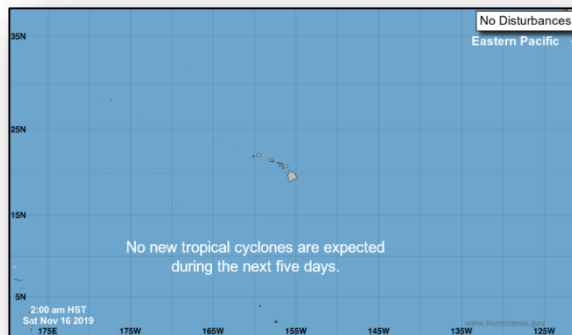 No Disturbances
Eastern Pacific
35N
25N
15N
No new tropical cyclones are expected
during the next five days.
5N
2:00 am HST
Sat Nov 16 2019
www.hurricanes.gov
175E
175W
165W
155W
145W
135W
125W